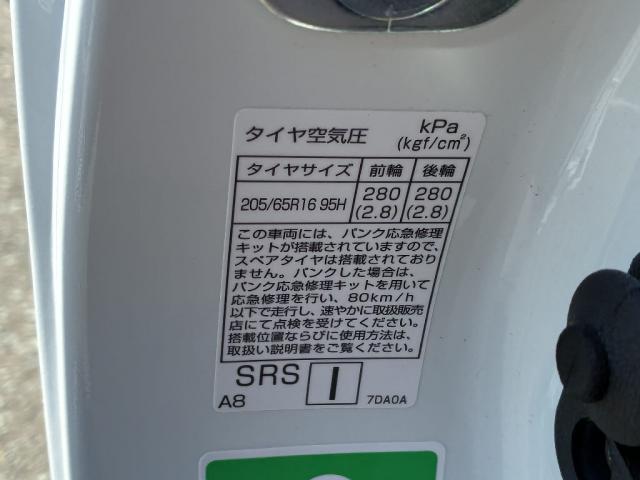 タイヤ空気圧 kPa
(kgf/cm²)
タイヤサイズ 前輪 後輪
205/65R16 95H 280 280
(2.8) (2.8)
この車両には、パンク応急修理
キットが搭載されていますので、
スペアタイヤは搭載されており
ません。パンクした場合は、
パンク応急修理キットを用いて
応急修理を行い、80km/h
以下で走行し、速やかに取扱販売
店にて点検を受けてください。
搭載位置ならびに使用方法は、
取扱い説明書をご覧ください。
SRS I
A8 7DA0A